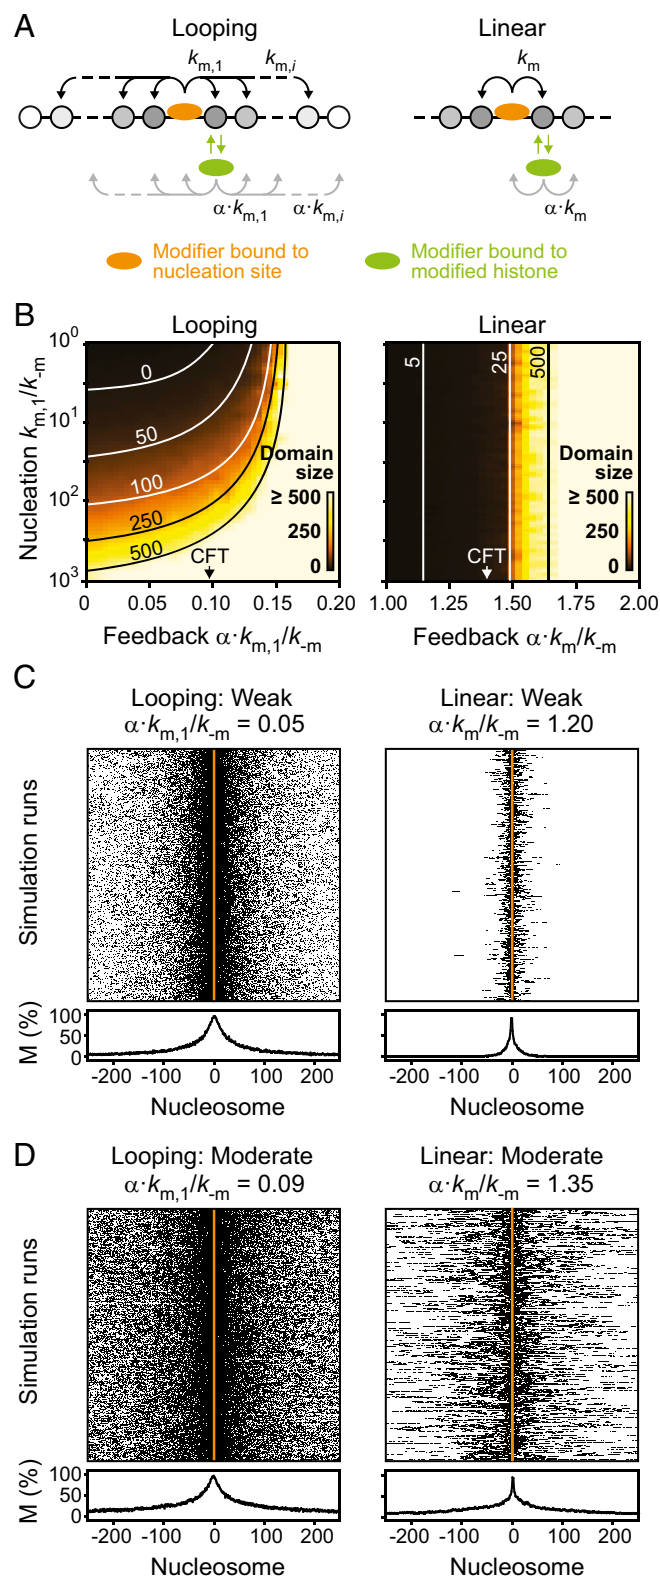 A
Looping
Linear
k_m,1
k_m,i
k_m
α·k_m,1
α·k_m,i
α·k_m
Modifier bound to
nucleation site
Modifier bound to
modified histone
B
Looping
Linear
Nucleation k_m,1/k_-m
10^0
10^1
10^2
10^3
0
50
100
250
500
Domain
size
≥ 500
250
0
CFT
0
0.05
0.10
0.15
0.20
Feedback α·k_m,1/k_-m
5
25
500
Domain
size
≥ 500
250
0
CFT
1.00
1.25
1.50
1.75
2.00
Feedback α·k_m/k_-m
C
Looping: Weak
α·k_m,1/k_-m = 0.05
Linear: Weak
α·k_m/k_-m = 1.20
Simulation runs
M (%)
100
50
0
-200 -100 0 100 200
Nucleosome
-200 -100 0 100 200
Nucleosome
D
Looping: Moderate
α·k_m,1/k_-m = 0.09
Linear: Moderate
α·k_m/k_-m = 1.35
Simulation runs
M (%)
100
50
0
-200 -100 0 100 200
Nucleosome
-200 -100 0 100 200
Nucleosome